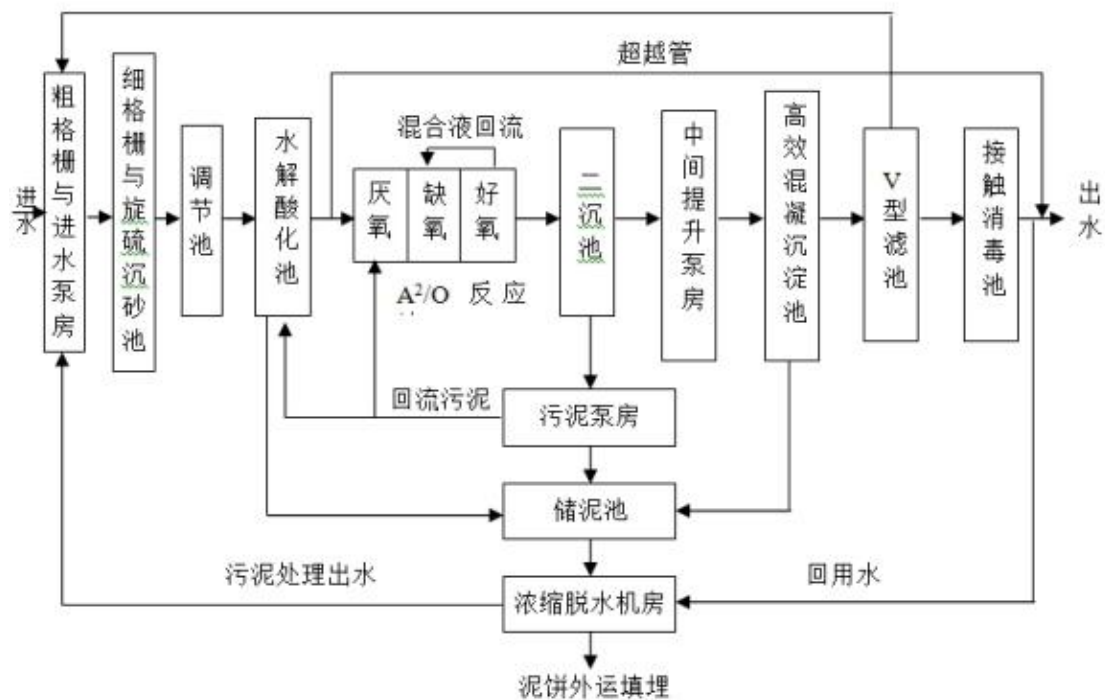 超越管
粗格栅与进水泵房
细格栅与旋硫沉砂池
调节池
水解酸化池
混合液回流
厌氧
缺氧
好氧
A²/O 反应
二沉池
中间提升泵房
高效混凝沉淀池
V型滤池
接触消毒池
进水
出水
回流污泥
污泥泵房
储泥池
污泥处理出水
回用水
浓缩脱水机房
泥饼外运填埋